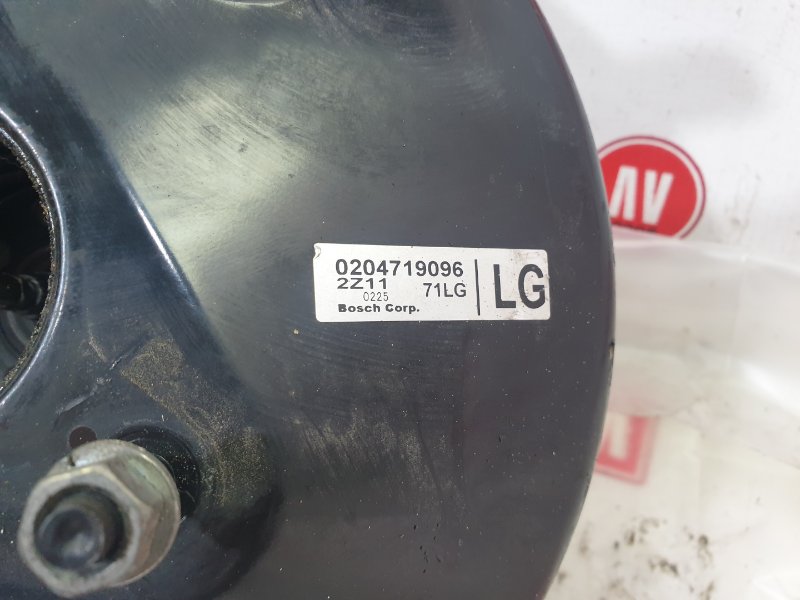 0204719096
2Z11 71LG
0225
Bosch Corp.
LG
AV